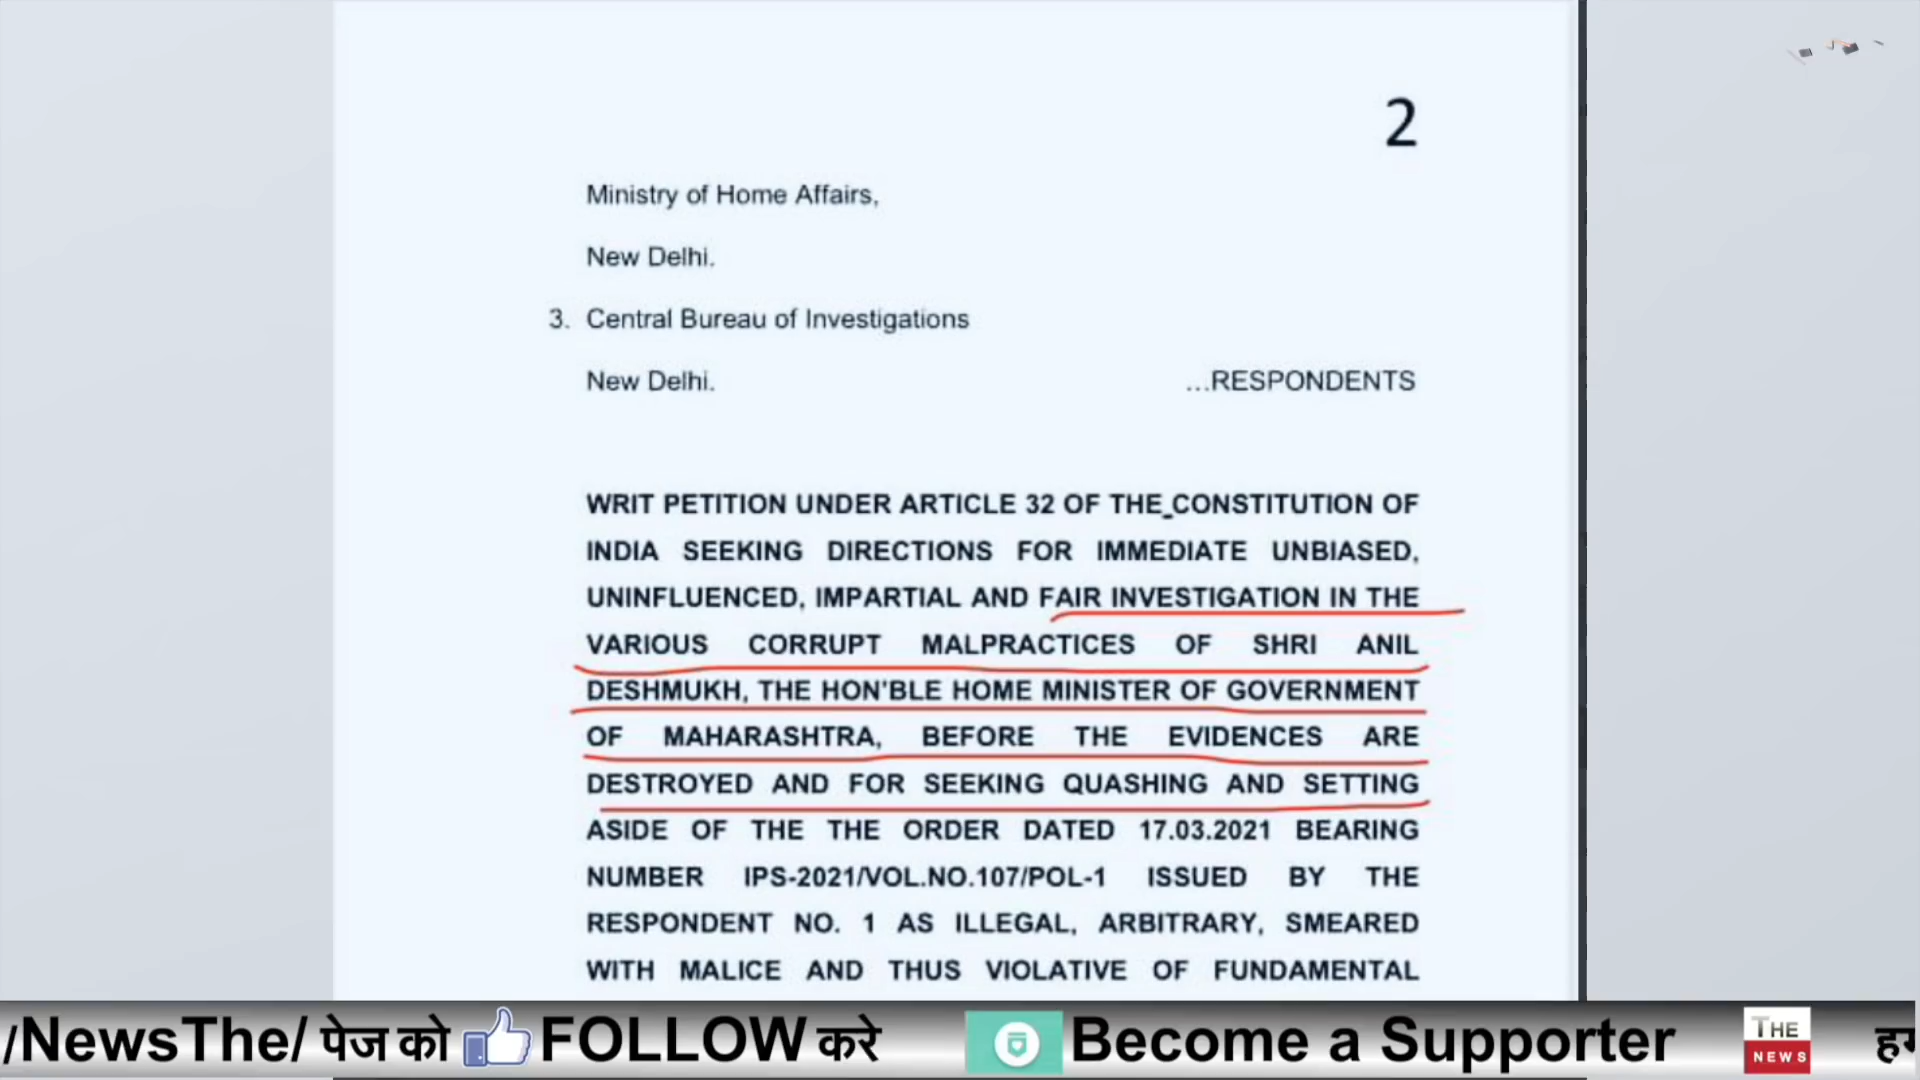 2
Ministry of Home Affairs,
New Delhi.
3. Central Bureau of Investigations
New Delhi. ...RESPONDENTS
WRIT PETITION UNDER ARTICLE 32 OF THE CONSTITUTION OF
INDIA SEEKING DIRECTIONS FOR IMMEDIATE UNBIASED,
UNINFLUENCED, IMPARTIAL AND FAIR INVESTIGATION IN THE
VARIOUS CORRUPT MALPRACTICES OF SHRI ANIL
DESHMUKH, THE HON'BLE HOME MINISTER OF GOVERNMENT
OF MAHARASHTRA, BEFORE THE EVIDENCES ARE
DESTROYED AND FOR SEEKING QUASHING AND SETTING
ASIDE OF THE THE ORDER DATED 17.03.2021 BEARING
NUMBER IPS-2021/VOL.NO.107/POL-1 ISSUED BY THE
RESPONDENT NO. 1 AS ILLEGAL, ARBITRARY, SMEARED
WITH MALICE AND THUS VIOLATIVE OF FUNDAMENTAL
/NewsThe/ पेज को FOLLOW करे Become a Supporter THE NEWS